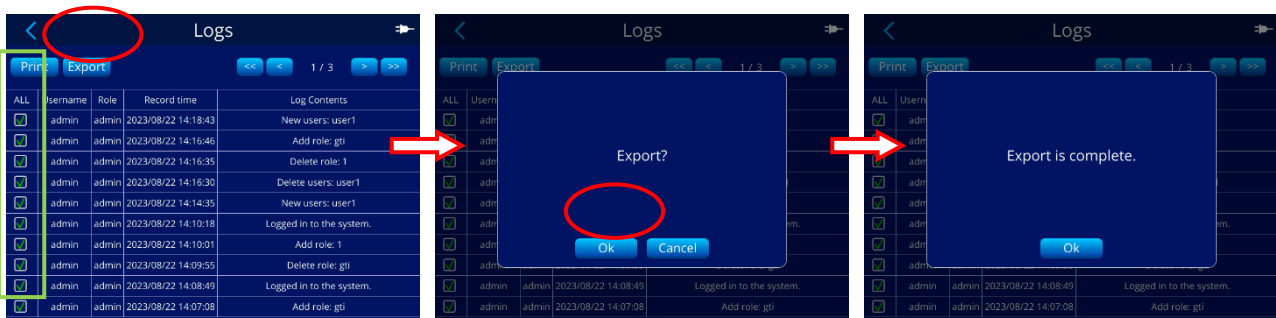 Logs
Print Export << < 1 / 3 > >>
ALL Username Role Record time Log Contents
admin admin 2023/08/22 14:18:43 New users: user1
admin admin 2023/08/22 14:16:46 Add role: gti
admin admin 2023/08/22 14:16:35 Delete role: 1
admin admin 2023/08/22 14:16:30 Delete users: user1
admin admin 2023/08/22 14:14:35 New users: user1
admin admin 2023/08/22 14:10:18 Logged in to the system.
admin admin 2023/08/22 14:10:01 Add role: 1
admin admin 2023/08/22 14:09:55 Delete role: gti
admin admin 2023/08/22 14:08:49 Logged in to the system.
admin admin 2023/08/22 14:07:08 Add role: gti
Logs
Print Export << < 1 / 3 > >>
ALL
Export?
Ok Cancel
admin admin 2023/08/22 14:08:49 Logged in to the system.
admin admin 2023/08/22 14:07:08 Add role: gti
Logs
Print Export << < 1 / 3 > >>
ALL
Export is complete.
Ok
admin admin 2023/08/22 14:08:49 Logged in to the system.
admin admin 2023/08/22 14:07:08 Add role: gti